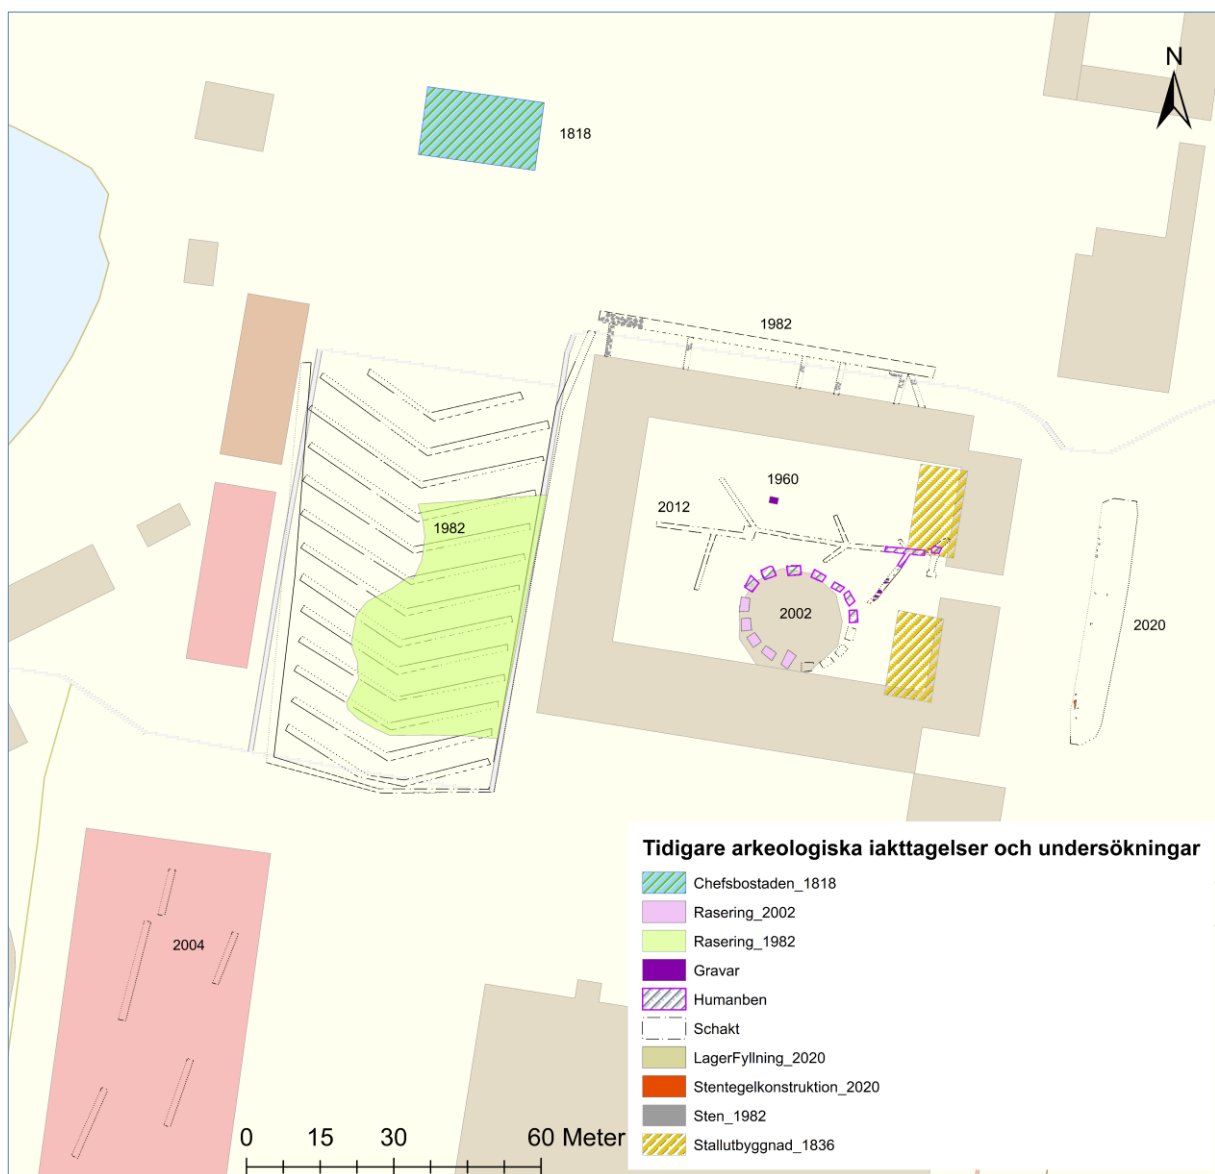 N
1818
1982
1960
2012
1982
2002
2020
2004
Tidigare arkeologiska iakttagelser och undersökningar
Chefsbostaden_1818
Rasering_2002
Rasering_1982
Gravar
Humanben
Schakt
LagerFyllning_2020
Stentegelkonstruktion_2020
Sten_1982
Stallutbyggnad_1836
0 15 30 60 Meter